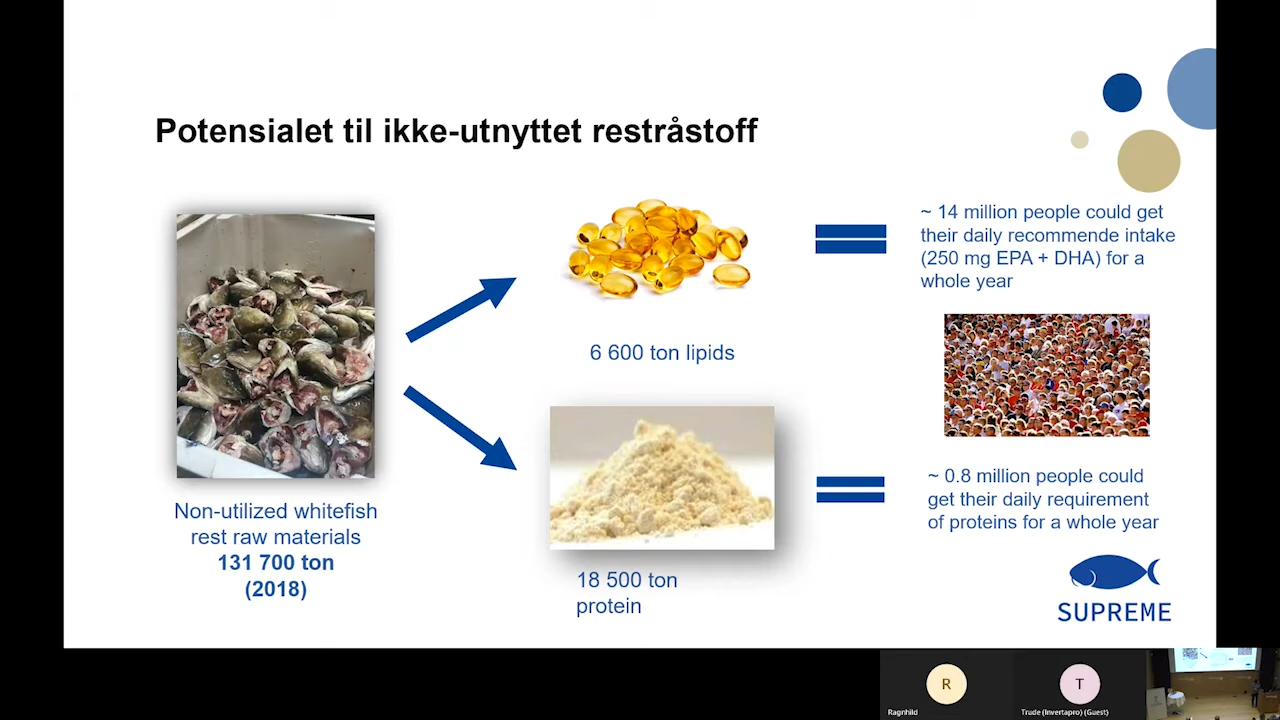 Potensialet til ikke-utnyttet restråstoff
Non-utilized whitefish
rest raw materials
131 700 ton
(2018)
6 600 ton lipids
18 500 ton
protein
~ 14 million people could get
their daily recommende intake
(250 mg EPA + DHA) for a
whole year
~ 0.8 million people could
get their daily requirement
of proteins for a whole year
SUPREME
R
Ragnhild
T
Trude (Invertapro) (Guest)